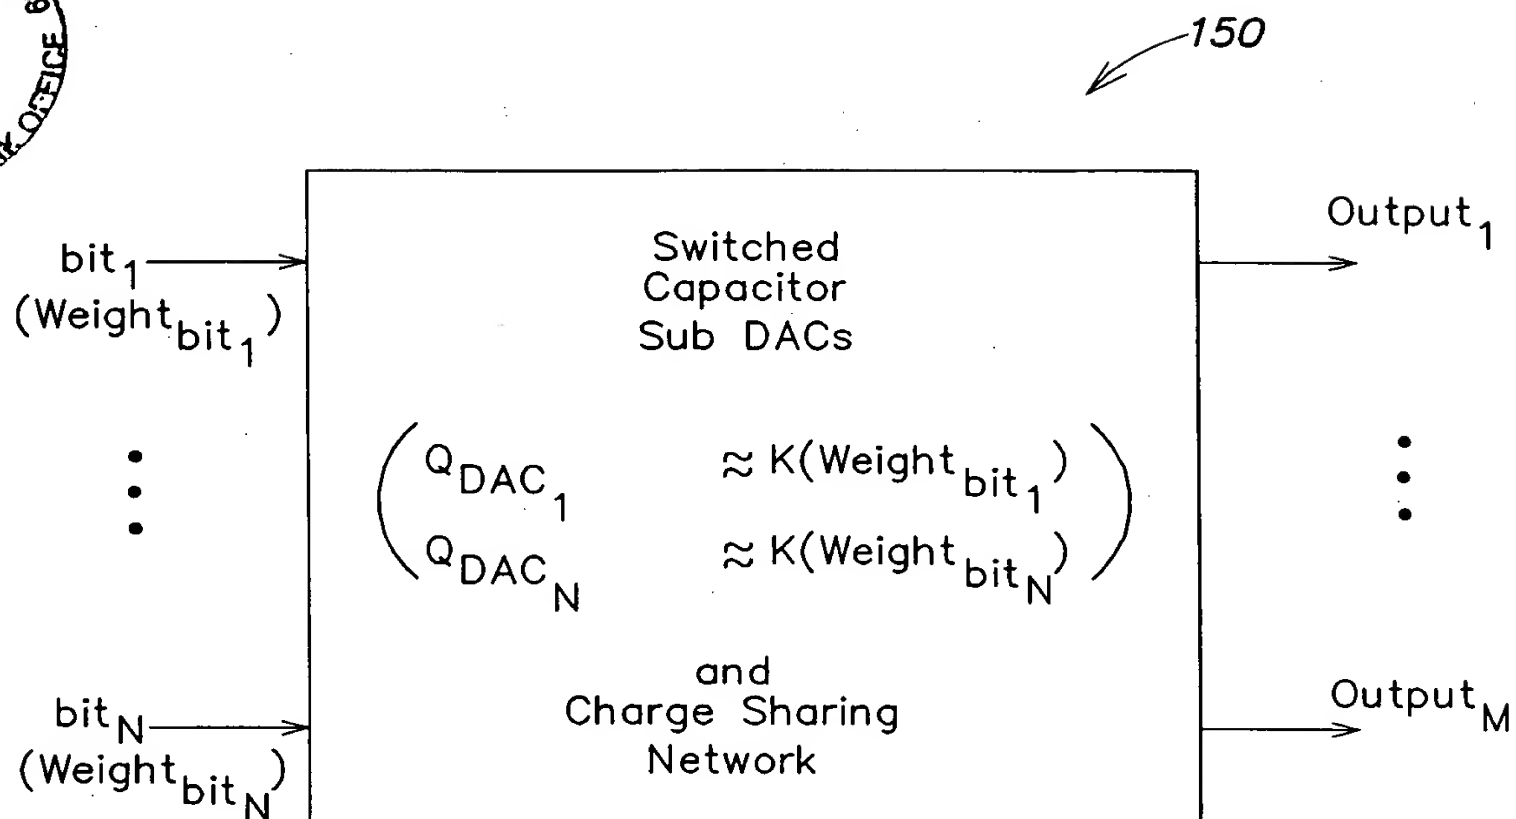 OFFICE
150
Output1
bit1
(Weightbit1)
Switched
Capacitor
Sub DACs
QDAC1 ≈ K(Weightbit1)
QDACN ≈ K(WeightbitN)
and
Charge Sharing
Network
bitN
(WeightbitN)
OutputM